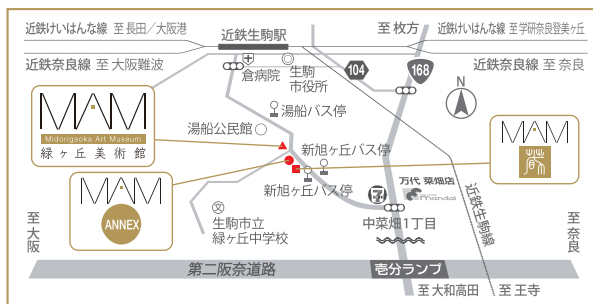 近鉄けいはんな線 至長田／大阪港
近鉄生駒駅
至枚方
近鉄けいはんな線 至学研奈良登美ヶ丘
近鉄奈良線 至大阪難波
倉病院
生駒
市役所
104
168
近鉄奈良線 至奈良
N
MAM
Midorigaoka Art Museum
緑ヶ丘美術館
湯船バス停
湯船公民館
新旭ヶ丘バス停
新旭ヶ丘バス停
MAM
蔵
MAM
ANNEX
生駒市立
緑ヶ丘中学校
万代 菜畑店
mandai
中菜畑1丁目
近鉄生駒線
至大阪
至奈良
第二阪奈道路
壱分ランプ
至大和高田
至王寺